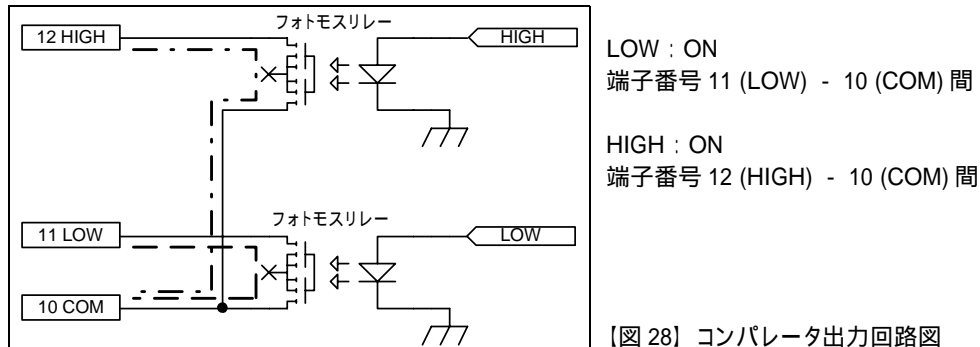 フォトモスリレー
12 HIGH
HIGH
フォトモスリレー
11 LOW
LOW
10 COM
LOW : ON
端子番号 11 (LOW) - 10 (COM) 間
HIGH : ON
端子番号 12 (HIGH) - 10 (COM) 間
【図 28】コンパレータ出力回路図